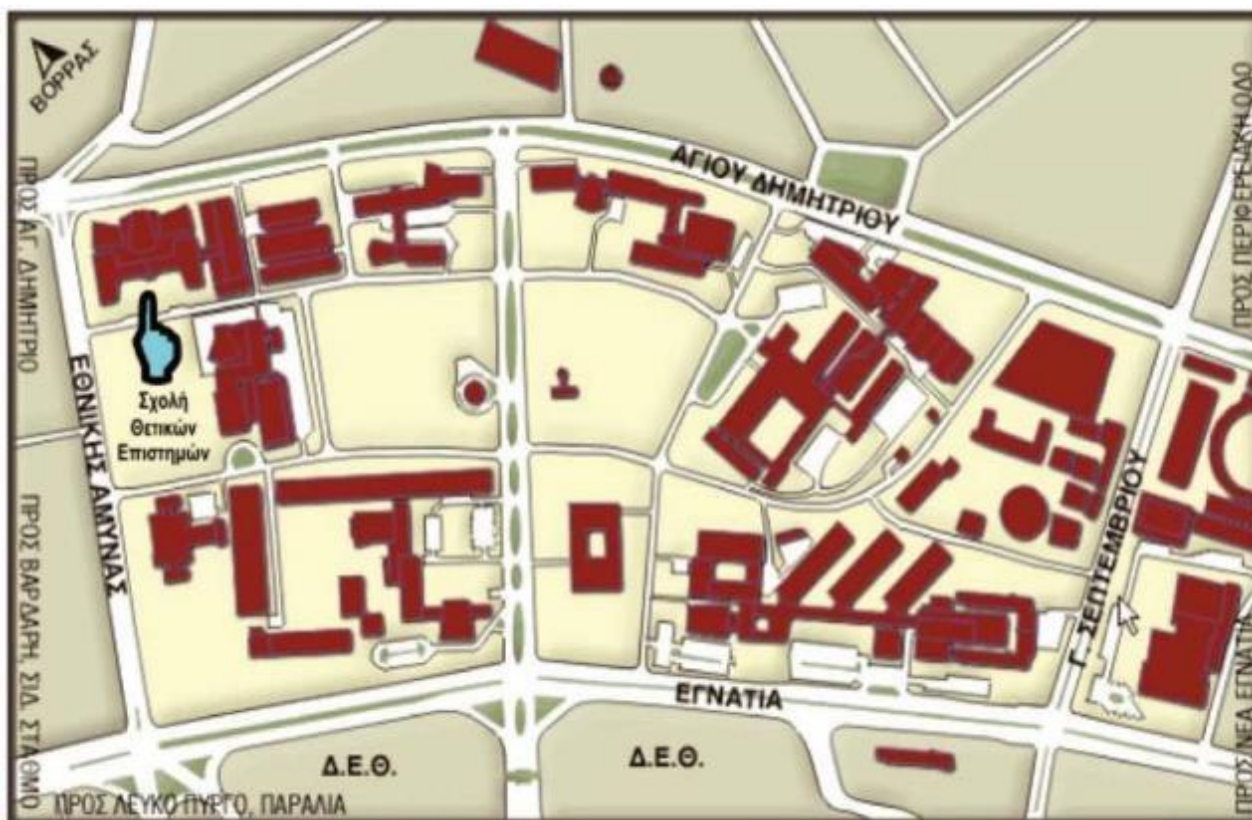 ΒΟΡΡΑΣ
ΑΓΙΟΥ ΔΗΜΗΤΡΙΟΥ
ΠΡΟΣ ΠΕΡΙΦΕΡΕΙΑΚΗ ΟΔΟ
ΠΡΟΣ ΑΓ. ΔΗΜΗΤΡΙΟ
ΕΘΝΙΚΗΣ ΑΜΥΝΑΣ
Σχολή
Θετικών
Επιστημών
ΠΡΟΣ ΒΑΡΔΑΡΗ, ΣΙΔ. ΣΤΑΘΜΟ
Γ. ΣΕΠΤΕΜΒΡΙΟΥ
ΕΓΝΑΤΙΑ
ΠΡΟΣ ΝΕΑ ΕΓΝΑΤΙΑ
Δ.Ε.Θ.
Δ.Ε.Θ.
ΠΡΟΣ ΛΕΥΚΟ ΠΥΡΓΟ, ΠΑΡΑΛΙΑ